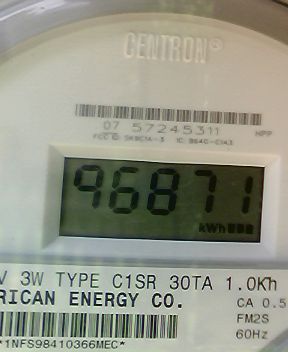 CENTRON®
07 57245311 HPP
96871
kWh
V 3W TYPE C1SR 30TA 1.0Kh
RICAN ENERGY CO.
CA 0.5
FM2S
60Hz
*1NFS98410366MEC*